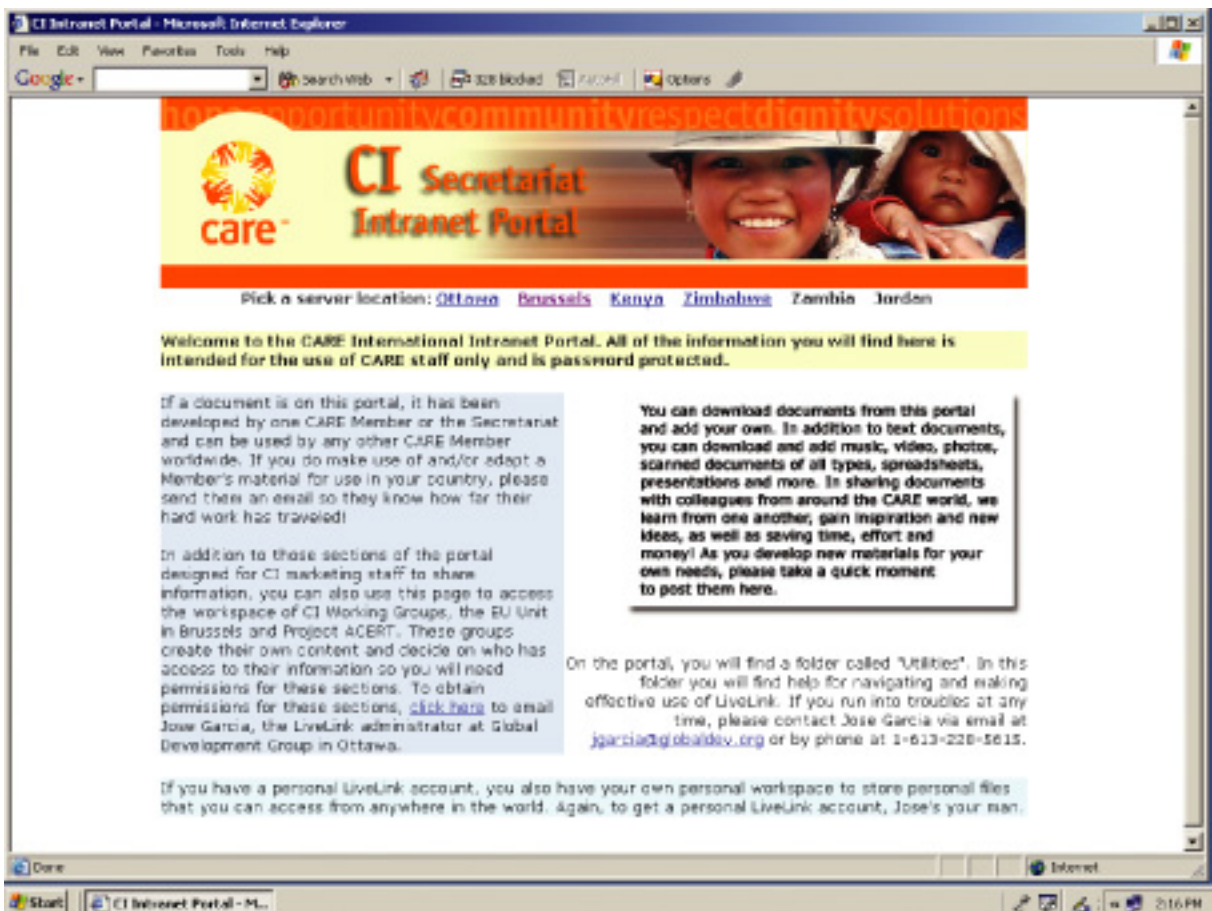 CI Intranet Portal - Microsoft Internet Explorer
File Edit View Favorites Tools Help
Google
Search Web
328 blocked
Options
hope opportunitycommunityrespectdignitysolutions
CI Secretariat
Intranet Portal
care
Pick a server location: Ottawa Brussels Kenya Zimbabwe Zambia Jordan
Welcome to the CARE International Intranet Portal. All of the information you will find here is
intended for the use of CARE staff only and is password protected.
If a document is on this portal, it has been
developed by one CARE Member or the Secretariat
and can be used by any other CARE Member
worldwide. If you do make use of and/or adapt a
Member's material for use in your country, please
send them an email so they know how far their
hard work has traveled!
In addition to those sections of the portal
designed for CI marketing staff to share
information, you can also use this page to access
the workspace of CI Working Groups, the EU Unit
in Brussels and Project ACERT. These groups
create their own content and decide on who has
access to their information so you will need
permissions for these sections. To obtain
permissions for these sections, click here to email
Jose Garcia, the LiveLink administrator at Global
Development Group in Ottawa.
You can download documents from this portal
and add your own. In addition to text documents,
you can download and add music, video, photos,
scanned documents of all types, spreadsheets,
presentations and more. In sharing documents
with colleagues from around the CARE world, we
learn from one another, gain inspiration and new
ideas, as well as saving time, effort and
money! As you develop new materials for your
own needs, please take a quick moment
to post them here.
On the portal, you will find a folder called "Utilities". In this
folder you will find help for navigating and making
effective use of LiveLink. If you run into troubles at any
time, please contact Jose Garcia via email at
jgarcia@globaldev.org or by phone at 1-613-228-5615.
If you have a personal LiveLink account, you also have your own personal workspace to store personal files
that you can access from anywhere in the world. Again, to get a personal LiveLink account, Jose's your man.
Done
Internet
Start
CI Intranet Portal - M...
2:16 PM